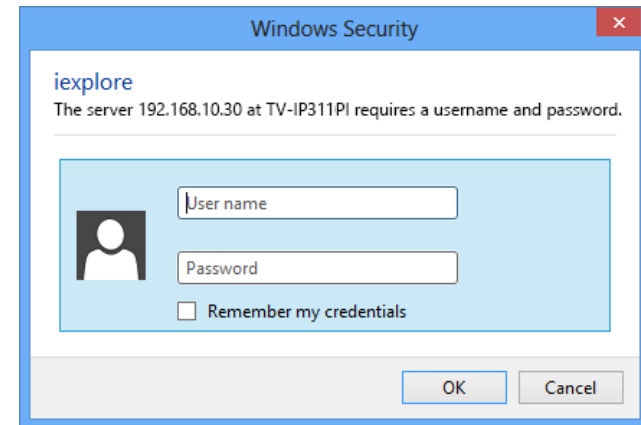 Windows Security
iexplore
The server 192.168.10.30 at TV-IP311PI requires a username and password.
User name
Password
Remember my credentials
OK
Cancel